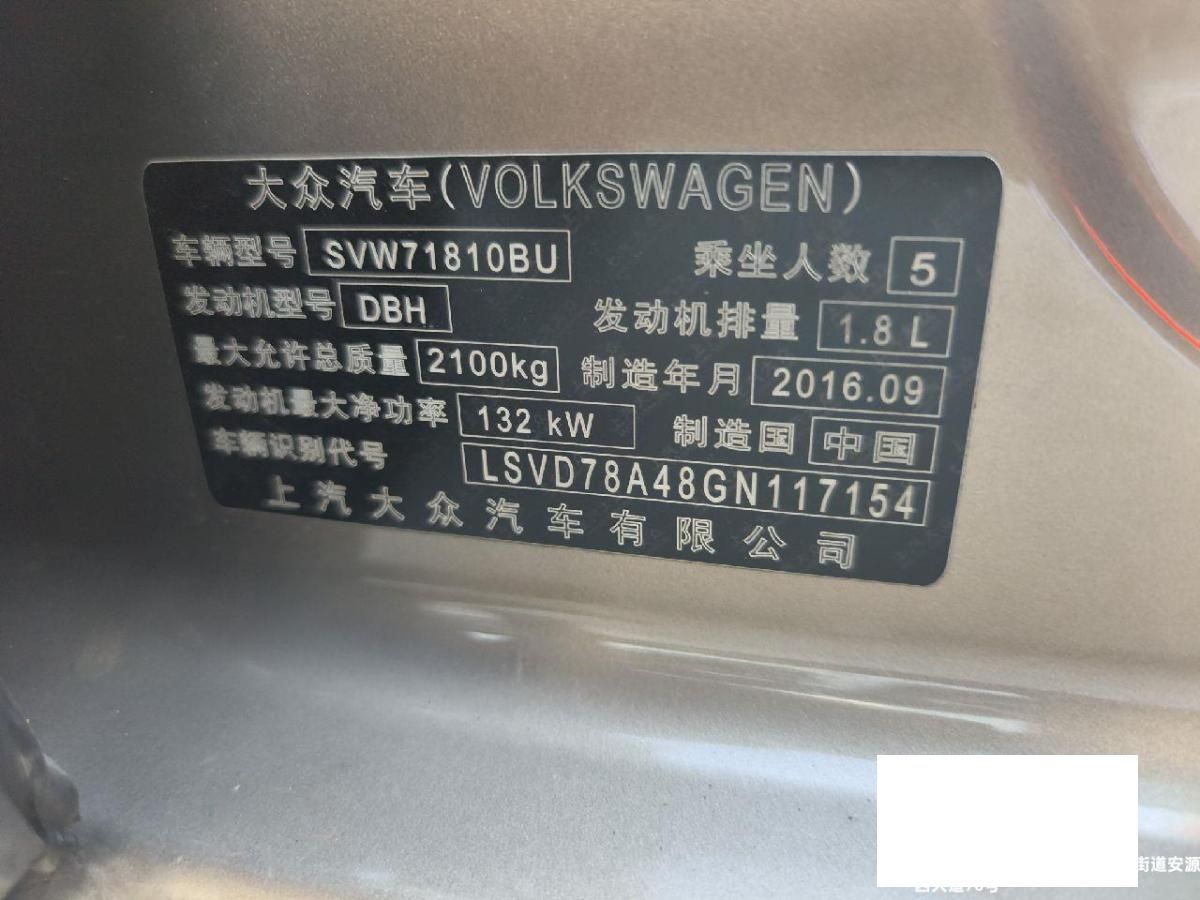 大众汽车(VOLKSWAGEN)
车辆型号 SVW71810BU 乘坐人数 5
发动机型号 DBH 发动机排量 1.8 L
最大允许总质量 2100kg 制造年月 2016.09
发动机最大净功率 132 kW 制造国 中国
车辆识别代号 LSVD78A48GN117154
上汽大众汽车有限公司
街道安源